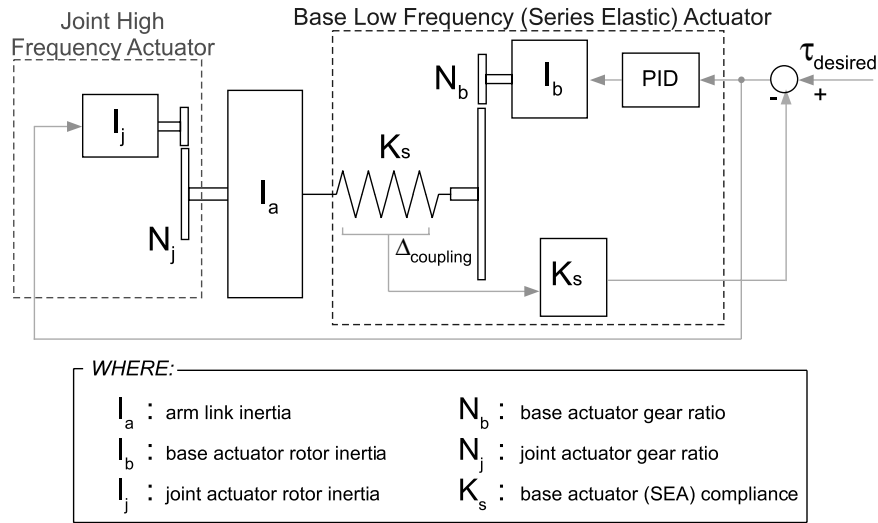 Joint High
Frequency Actuator
Base Low Frequency (Series Elastic) Actuator
I_j
N_j
I_a
K_s
Δ_coupling
N_b
I_b
PID
K_s
τ_desired
-
+
WHERE:
I_a : arm link inertia
I_b : base actuator rotor inertia
I_j : joint actuator rotor inertia
N_b : base actuator gear ratio
N_j : joint actuator gear ratio
K_s : base actuator (SEA) compliance